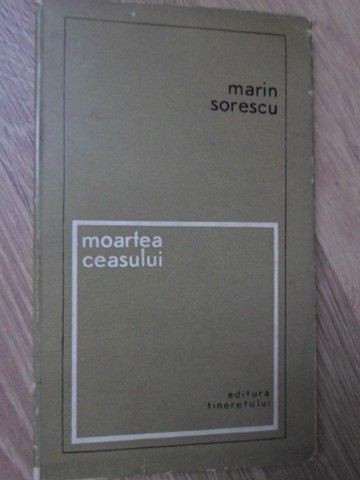 marin
sorescu
moartea
ceasului
editura
tineretului